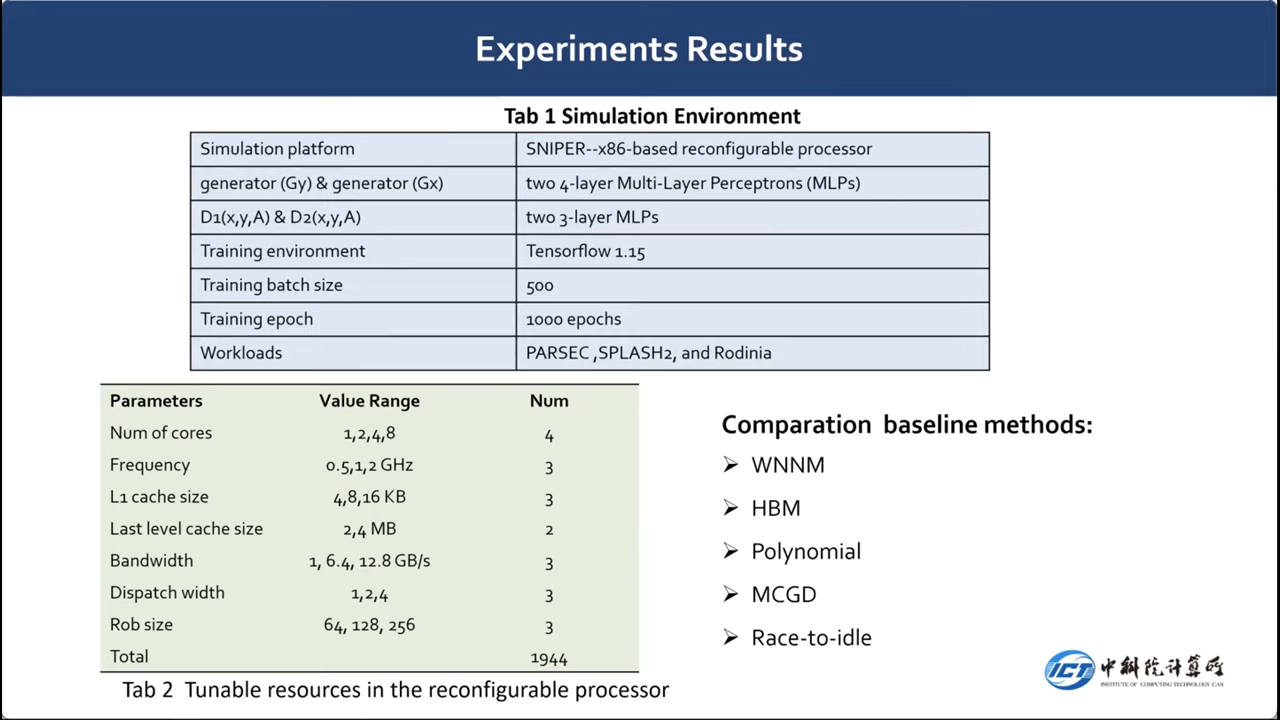 Experiments Results
Tab 1 Simulation Environment
Simulation platform SNIPER--x86-based reconfigurable processor
generator (Gy) & generator (Gx) two 4-layer Multi-Layer Perceptrons (MLPs)
D1(x,y,A) & D2(x,y,A) two 3-layer MLPs
Training environment Tensorflow 1.15
Training batch size 500
Training epoch 1000 epochs
Workloads PARSEC ,SPLASH2, and Rodinia
Parameters Value Range Num
Num of cores 1,2,4,8 4
Frequency 0.5,1,2 GHz 3
L1 cache size 4,8,16 KB 3
Last level cache size 2,4 MB 2
Bandwidth 1, 6.4, 12.8 GB/s 3
Dispatch width 1,2,4 3
Rob size 64, 128, 256 3
Total 1944
Tab 2 Tunable resources in the reconfigurable processor
Comparation baseline methods:
➢ WNNM
➢ HBM
➢ Polynomial
➢ MCGD
➢ Race-to-idle
ICT 中科院计算所
INSTITUTE OF COMPUTING TECHNOLOGY .CAS